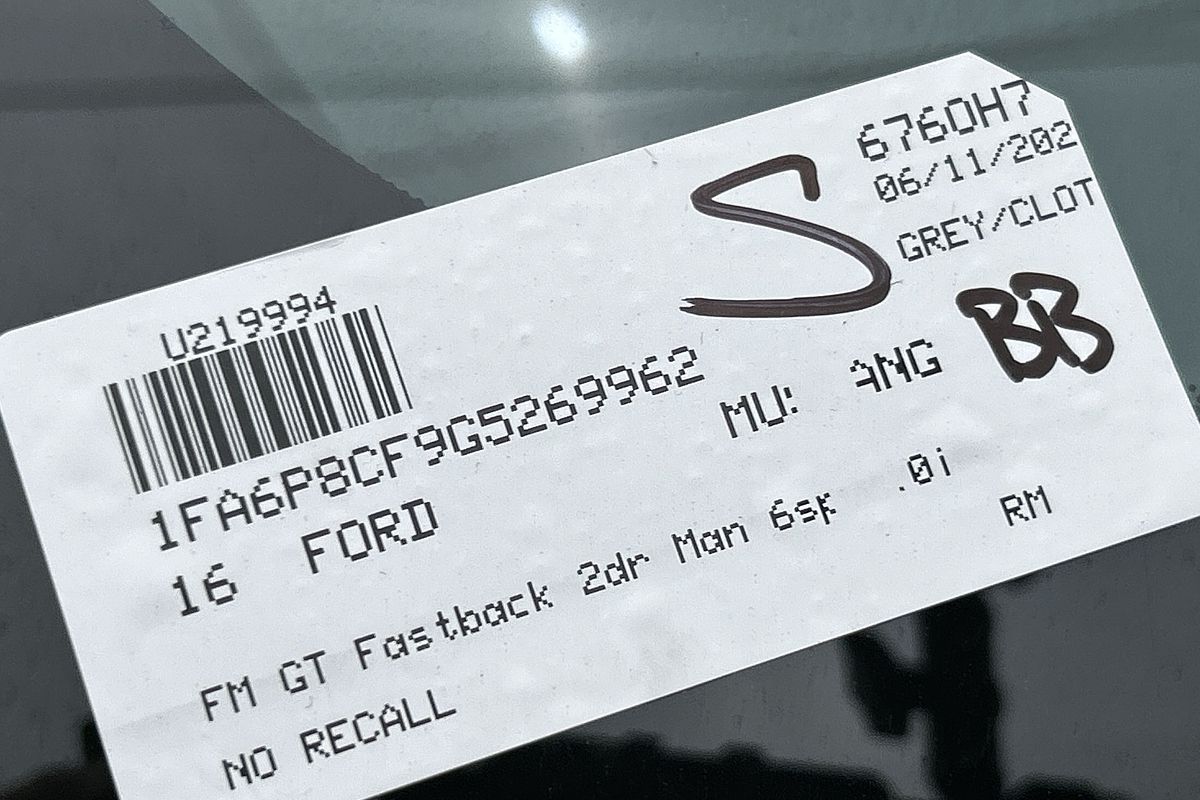 6760H7
06/11/202
GREY/CLOT
S
BB
U219994
1FA6P8CF9G5269962
16 FORD MU: ANG
FM GT Fastback 2dr Man 6sp .0i
RM
NO RECALL